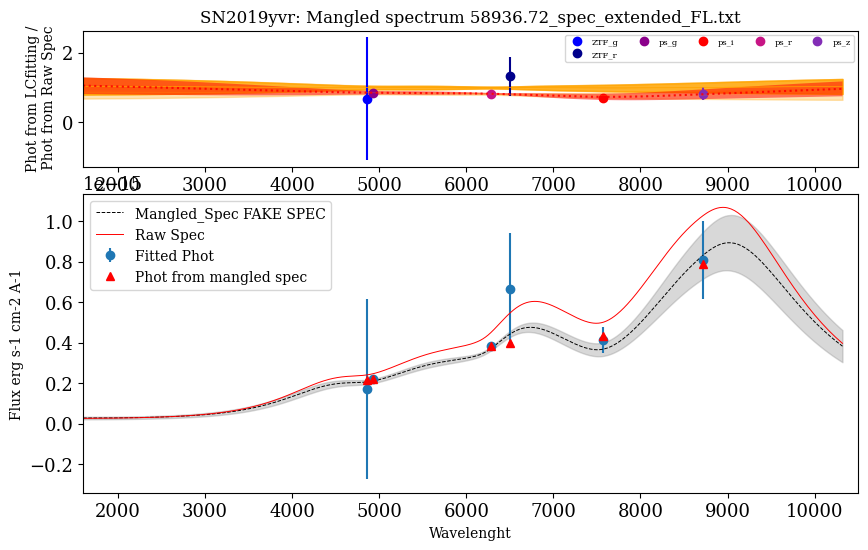 SN2019yvr: Mangled spectrum 58936.72_spec_extended_FL.txt
Phot from LCfitting /
Phot from Raw Spec
2
0
ZTF_g ps_g ps_i ps_r ps_z
ZTF_r
2000 3000 4000 5000 6000 7000 8000 9000 10000
1e−15
Flux erg s-1 cm-2 A-1
1.0
0.8
0.6
0.4
0.2
0.0
−0.2
Mangled_Spec FAKE SPEC
Raw Spec
Fitted Phot
Phot from mangled spec
2000 3000 4000 5000 6000 7000 8000 9000 10000
Wavelenght